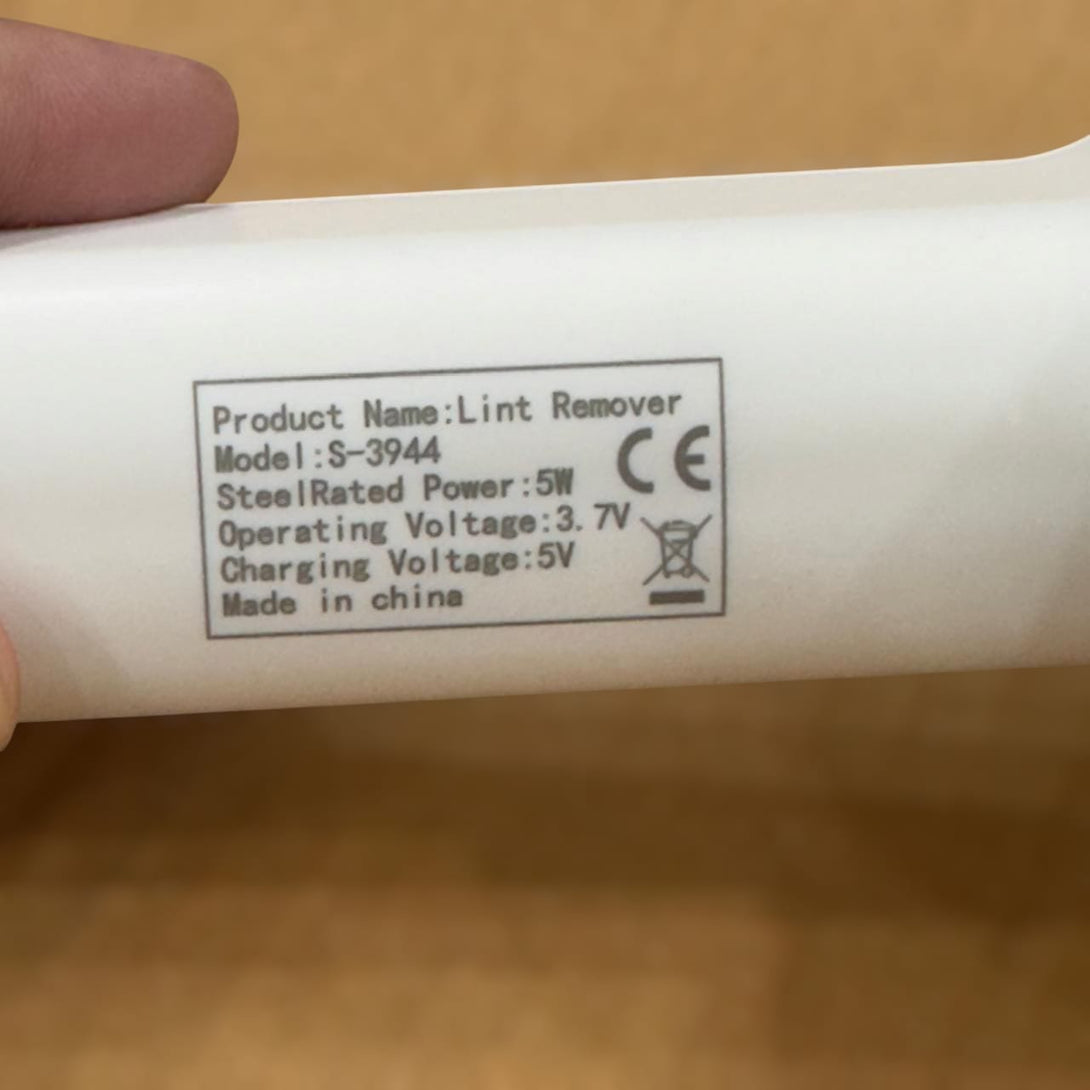 Product Name:Lint Remover
Model:S-3944
SteelRated Power:5W
Operating Voltage:3.7V
Charging Voltage:5V
Made in china
CE